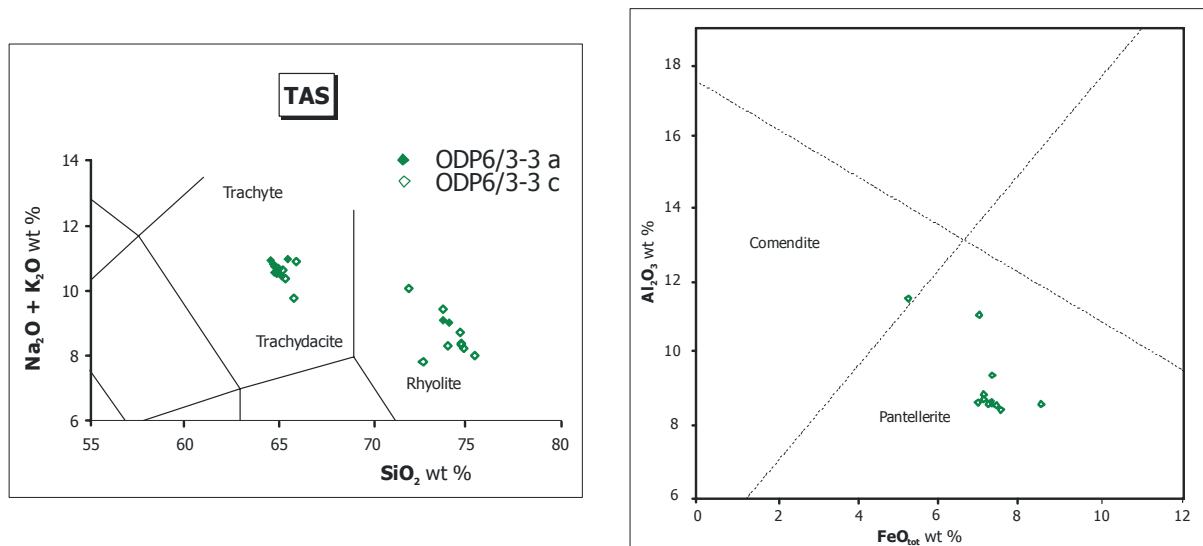 TAS
ODP6/3-3 a
ODP6/3-3 c
Trachyte
Trachydacite
Rhyolite
14
12
10
8
6
Na₂O + K₂O wt %
55
60
65
70
75
80
SiO₂ wt %
18
16
14
12
10
8
6
Al₂O₃ wt %
Comendite
Pantellerite
0
2
4
6
8
10
12
FeOtot wt %